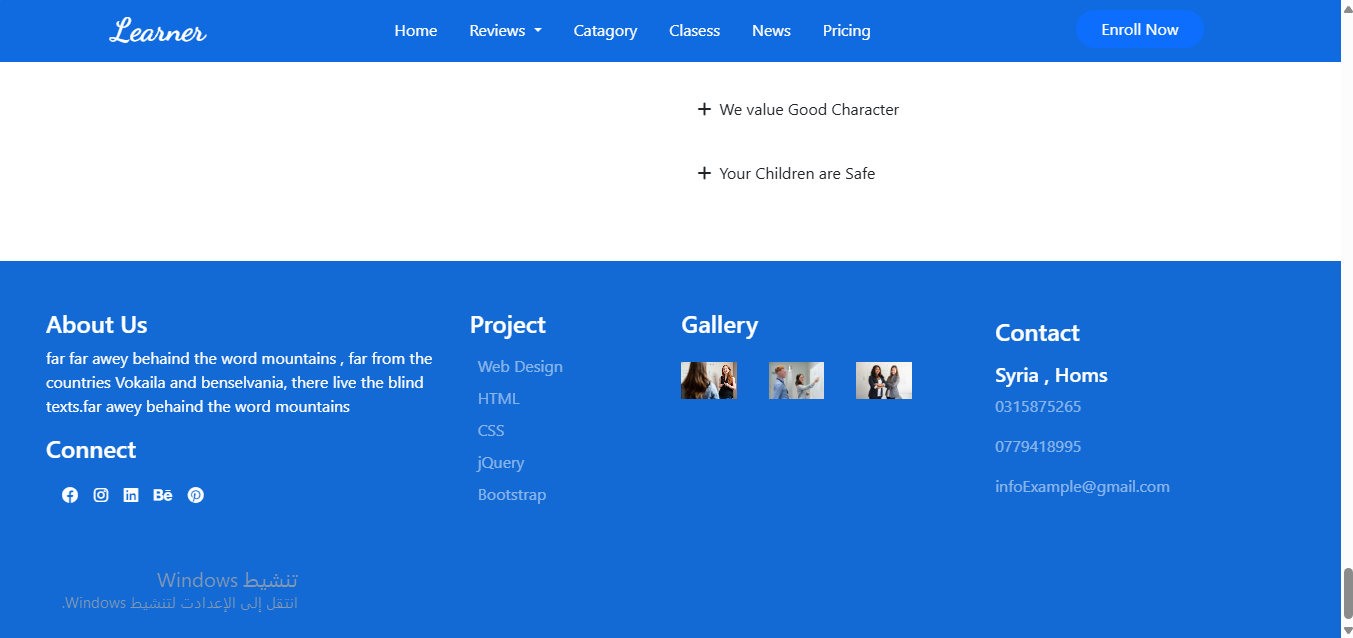 Learner
Home
Reviews
Catagory
Clasess
News
Pricing
Enroll Now
We value Good Character
Your Children are Safe
About Us
far far awey behaind the word mountains , far from the
countries Vokaila and benselvania, there live the blind
texts.far awey behaind the word mountains
Connect
Bē
Project
Web Design
HTML
CSS
jQuery
Bootstrap
Gallery
Contact
Syria , Homs
0315875265
0779418995
infoExample@gmail.com
تنشيط Windows
انتقل إلى الإعدادت لتنشيط Windows.